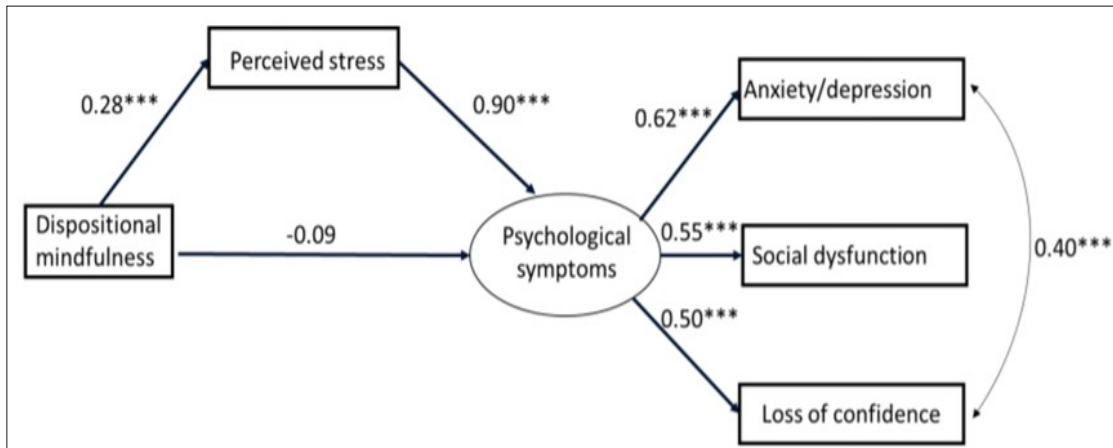 Perceived stress
Anxiety/depression
0.28***
0.90***
0.62***
Dispositional
mindfulness
-0.09
Psychological
symptoms
0.55***
Social dysfunction
0.40***
0.50***
Loss of confidence